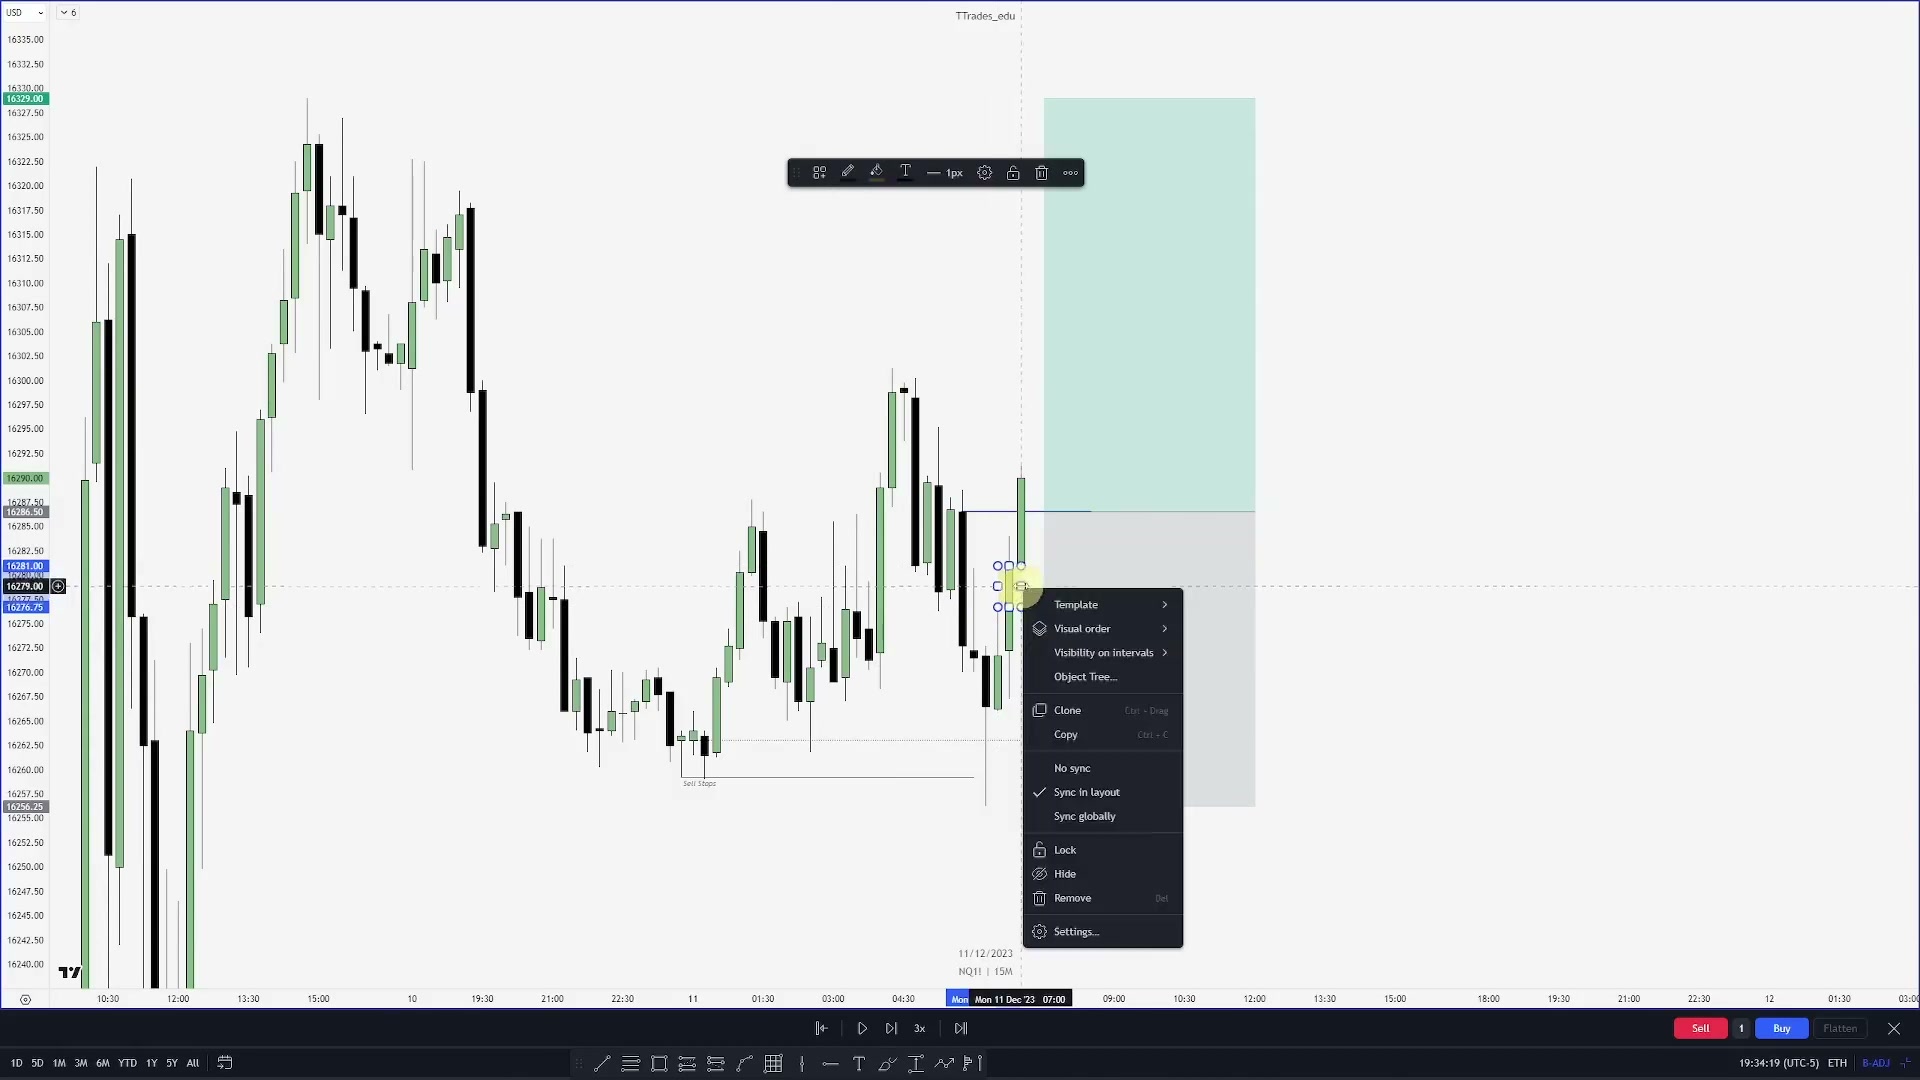 USD
6
TTrades_edu
16335.00
16332.50
16330.00
16329.00
16327.50
16325.00
16322.50
16320.00
16317.50
16315.00
16312.50
16310.00
16307.50
16305.00
16302.50
16300.00
16297.50
16295.00
16292.50
16290.00
16287.50
16286.50
16285.00
16282.50
16281.00
16279.00
16276.75
16275.00
16272.50
16270.00
16267.50
16265.00
16262.50
16260.00
16257.50
16256.25
16255.00
16252.50
16250.00
16247.50
16245.00
16242.50
16240.00
1px
Sell Stops
Template
Visual order
Visibility on intervals
Object Tree...
Clone Ctrl + Drag
Copy Ctrl + C
No sync
Sync in layout
Sync globally
Lock
Hide
Remove Del
Settings...
11/12/2023
NQ1! | 15M
10:30 12:00 13:30 15:00 10 19:30 21:00 22:30 11 01:30 03:00 04:30 Mon Mon 11 Dec '23 07:00 09:00 10:30 12:00 13:30 15:00 18:00 19:30 21:00 22:30 12 01:30 03:00
3x
Sell 1 Buy Flatten
1D 5D 1M 3M 6M YTD 1Y 5Y All
19:34:19 (UTC-5) ETH B-ADJ